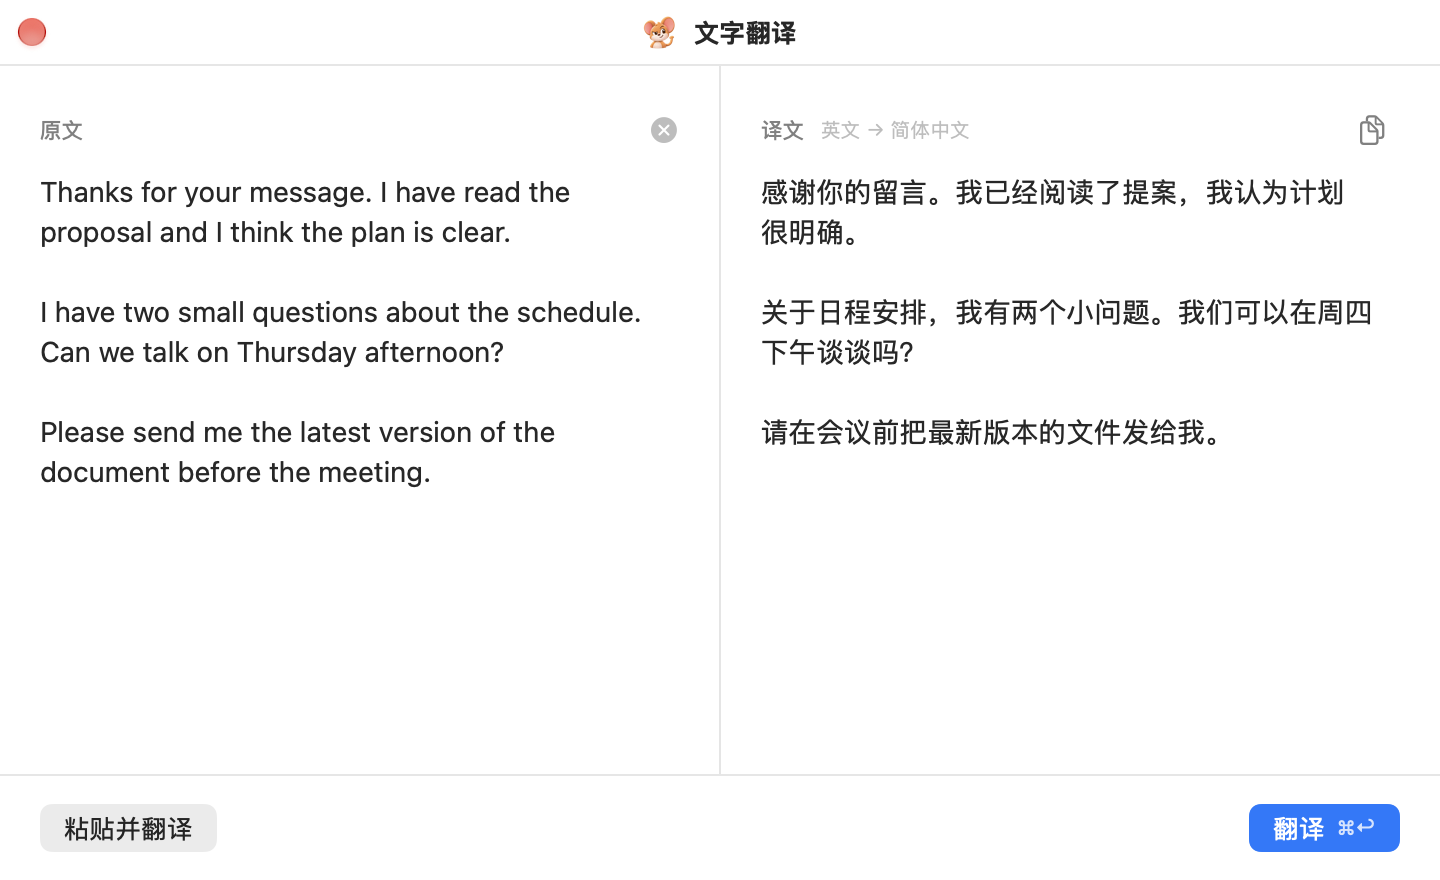 文字翻译
原文
Thanks for your message. I have read the
proposal and I think the plan is clear.
I have two small questions about the schedule.
Can we talk on Thursday afternoon?
Please send me the latest version of the
document before the meeting.
译文 英文 → 简体中文
感谢你的留言。我已经阅读了提案，我认为计划
很明确。
关于日程安排，我有两个小问题。我们可以在周四
下午谈谈吗？
请在会议前把最新版本的文件发给我。
粘贴并翻译
翻译 ⌘↩